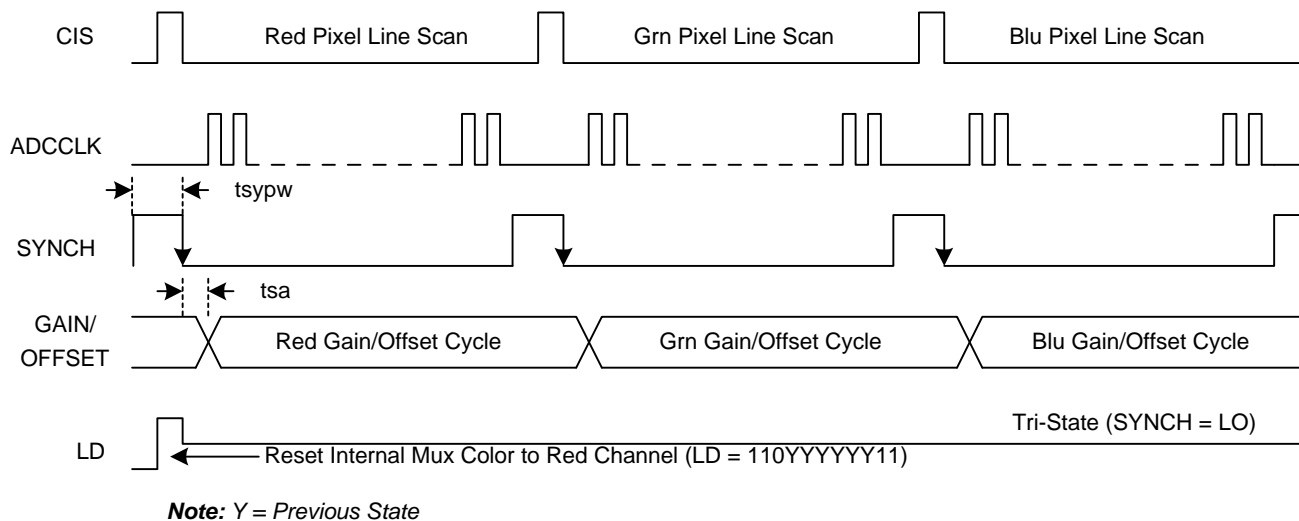 CIS
Red Pixel Line Scan
Grn Pixel Line Scan
Blu Pixel Line Scan
ADCCLK
tsypw
SYNCH
tsa
GAIN/
OFFSET
Red Gain/Offset Cycle
Grn Gain/Offset Cycle
Blu Gain/Offset Cycle
Tri-State (SYNCH = LO)
LD
Reset Internal Mux Color to Red Channel (LD = 110YYYYYY11)
Note: Y = Previous State